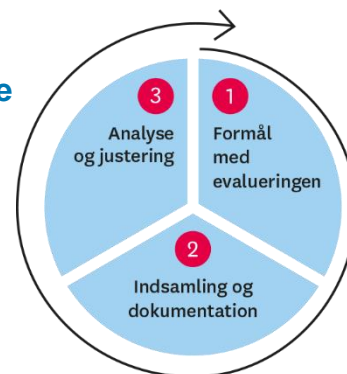 e
1
Formål
med
evalueringen
2
Indsamling og
dokumentation
3
Analyse
og justering